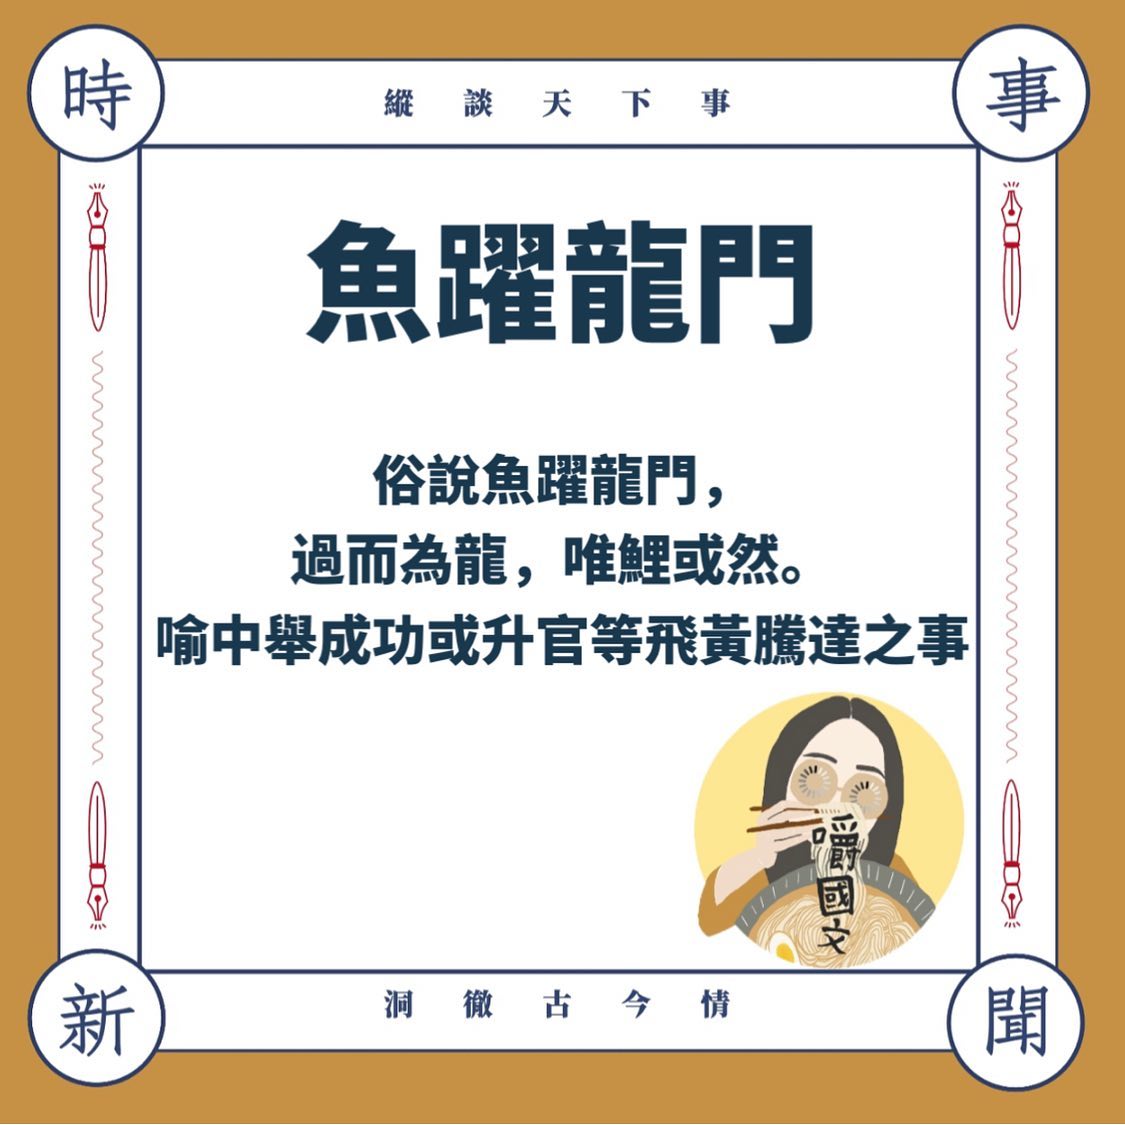 時
事
縱談天下事
魚躍龍門
俗說魚躍龍門，
過而為龍，唯鯉或然。
喻中舉成功或升官等飛黃騰達之事
嚼國文
新
聞
洞徹古今情